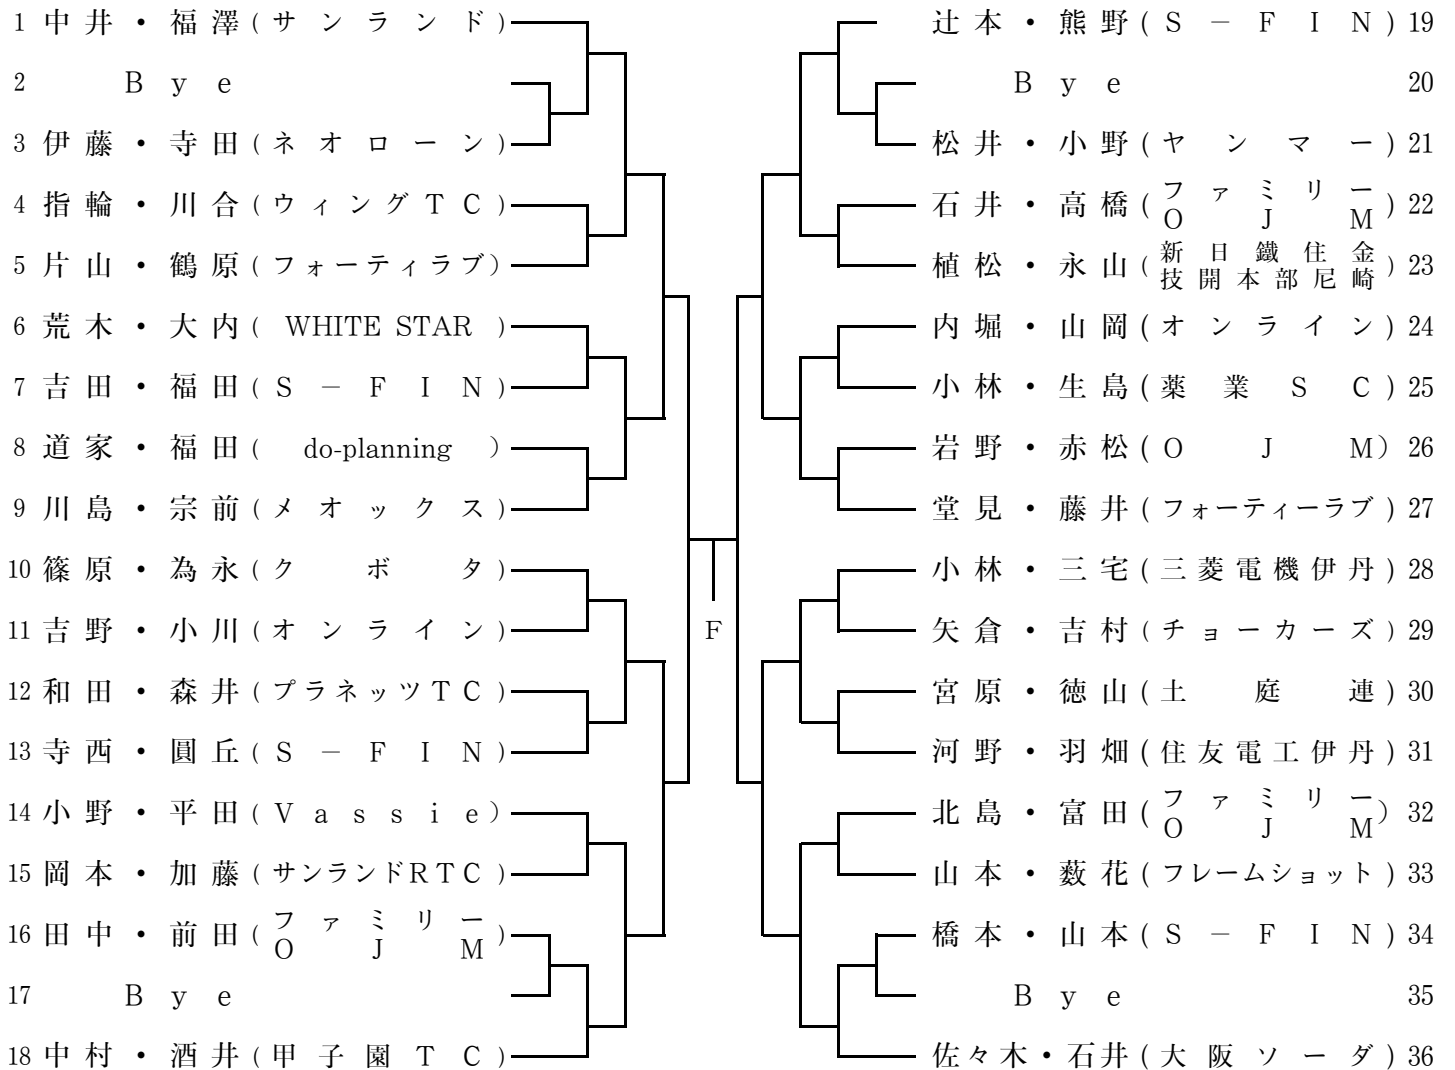 1 中井・福澤(サンランド)
2 Bye
3 伊藤・寺田(ネオローン)
4 指輪・川合(ウィングTC)
5 片山・鶴原(フォーティラブ)
6 荒木・大内(WHITE STAR)
7 吉田・福田(S－FIN)
8 道家・福田(do-planning)
9 川島・宗前(メオックス)
10 篠原・為永(クボタ)
11 吉野・小川(オンライン)
12 和田・森井(プラネッツTC)
13 寺西・圓丘(S－FIN)
14 小野・平田(Vassie)
15 岡本・加藤(サンランドRTC)
16 田中・前田(ファミリーOJM)
17 Bye
18 中村・酒井(甲子園TC)
F
辻本・熊野(S－FIN) 19
Bye 20
松井・小野(ヤンマー) 21
石井・高橋(ファミリーOJM) 22
植松・永山(新日鐵住金技開本部尼崎) 23
内堀・山岡(オンライン) 24
小林・生島(薬業SC) 25
岩野・赤松(OJM) 26
堂見・藤井(フォーティーラブ) 27
小林・三宅(三菱電機伊丹) 28
矢倉・吉村(チョーカーズ) 29
宮原・徳山(土庭連) 30
河野・羽畑(住友電工伊丹) 31
北島・富田(ファミリーOJM) 32
山本・薮花(フレームショット) 33
橋本・山本(S－FIN) 34
Bye 35
佐々木・石井(大阪ソーダ) 36